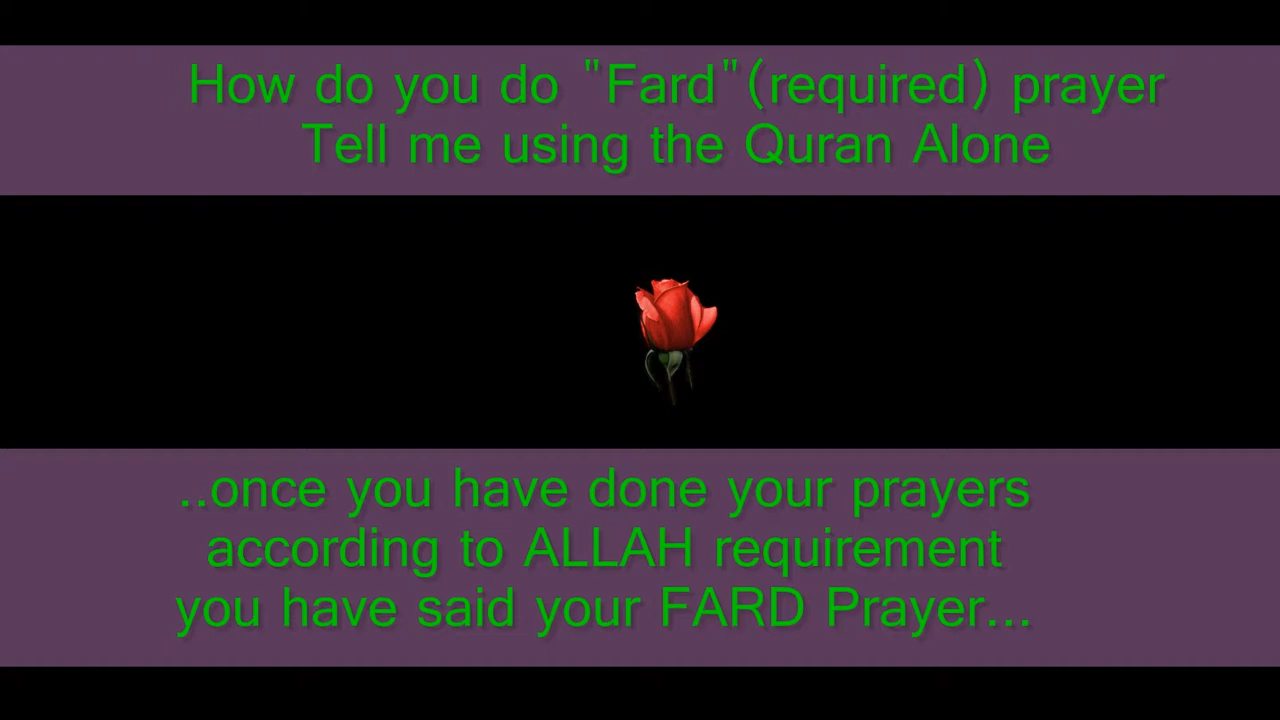 How do you do "Fard"(required) prayer
Tell me using the Quran Alone
..once you have done your prayers
according to ALLAH requirement
you have said your FARD Prayer...